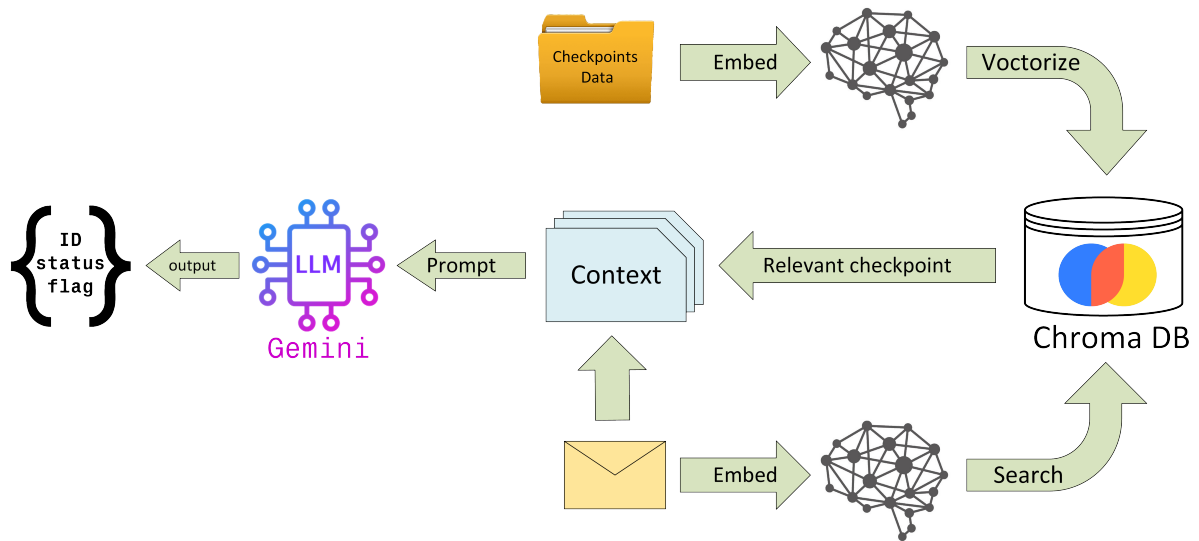 Checkpoints
Data
Embed
Voctorize
ID
status
flag
output
LLM
Gemini
Prompt
Context
Relevant checkpoint
Chroma DB
Embed
Search